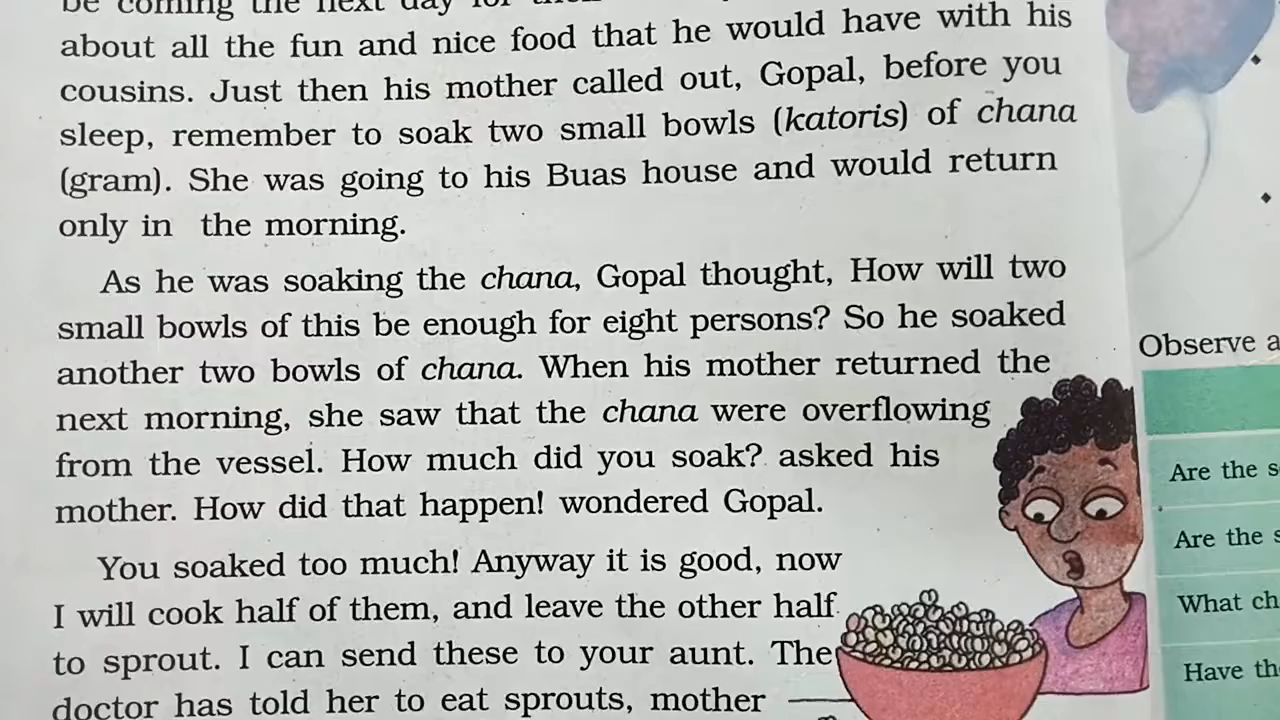 be coming the next day for
about all the fun and nice food that he would have with his
cousins. Just then his mother called out, Gopal, before you
sleep, remember to soak two small bowls (katoris) of chana
(gram). She was going to his Buas house and would return
only in the morning.
As he was soaking the chana, Gopal thought, How will two
small bowls of this be enough for eight persons? So he soaked
another two bowls of chana. When his mother returned the
next morning, she saw that the chana were overflowing
from the vessel. How much did you soak? asked his
mother. How did that happen! wondered Gopal.
You soaked too much! Anyway it is good, now
I will cook half of them, and leave the other half
to sprout. I can send these to your aunt. The
doctor has told her to eat sprouts, mother
Observe a
Are the s
Are the s
What ch
Have th